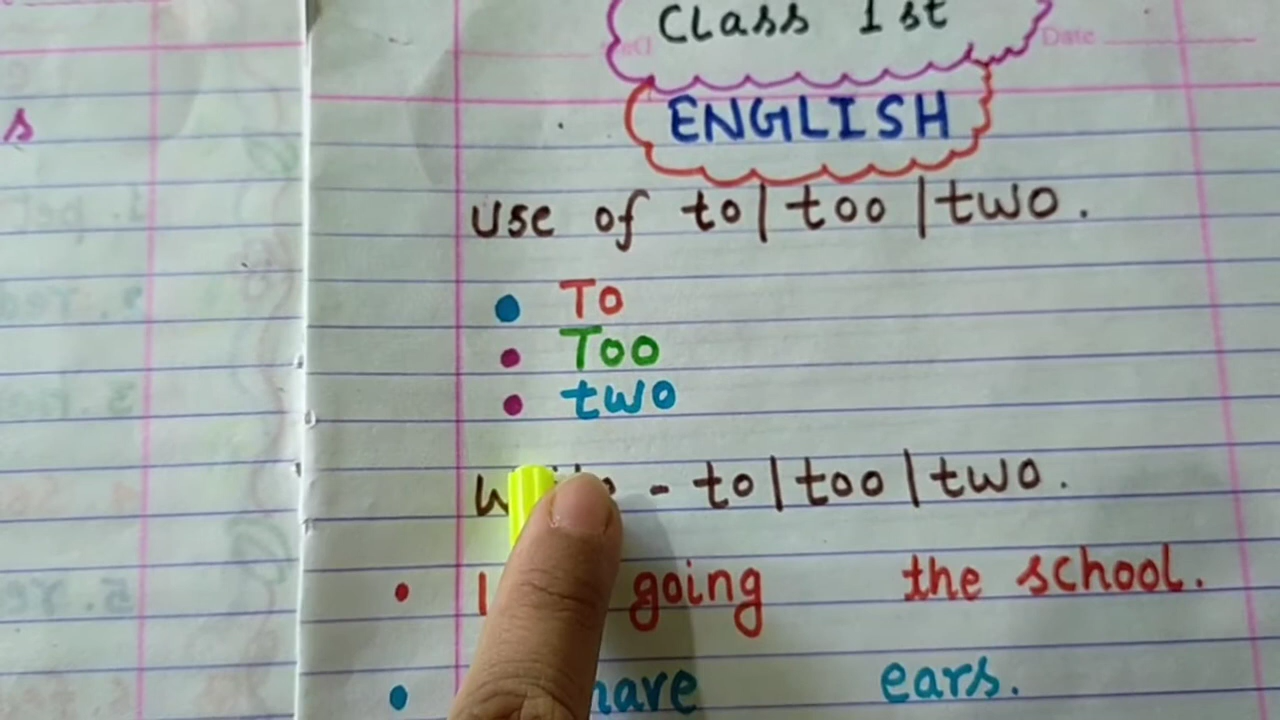 Class 1st
Date
ENGLISH
use of to|too|two.
To
Too
two
- to|too|two.
I going the school.
have ears.
s